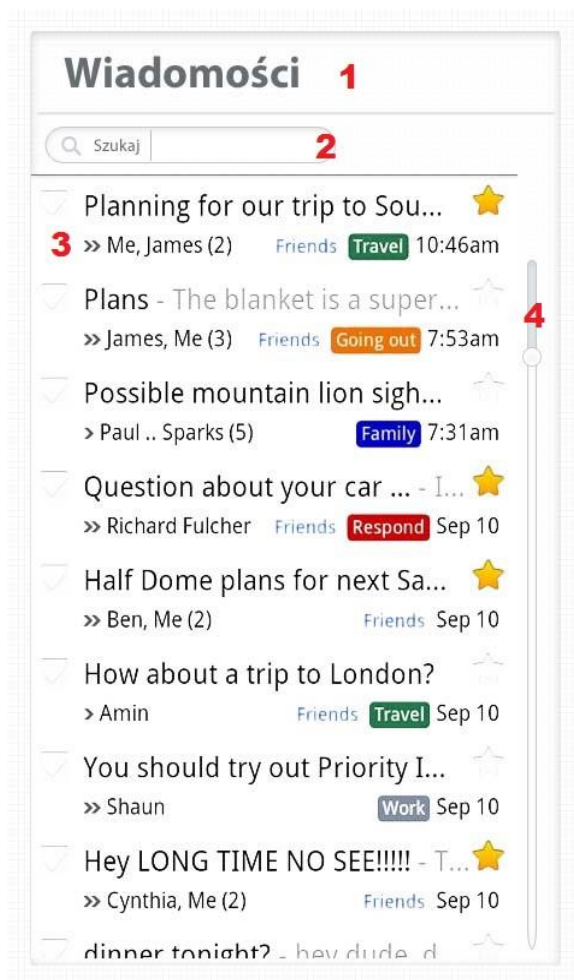 Wiadomości 1
Szukaj 2
Planning for our trip to Sou...
3 » Me, James (2) Friends Travel 10:46am
Plans - The blanket is a super...
4
» James, Me (3) Friends Going out 7:53am
Possible mountain lion sigh...
› Paul .. Sparks (5) Family 7:31am
Question about your car ... - I...
» Richard Fulcher Friends Respond Sep 10
Half Dome plans for next Sa...
» Ben, Me (2) Friends Sep 10
How about a trip to London?
› Amin Friends Travel Sep 10
You should try out Priority I...
» Shaun Work Sep 10
Hey LONG TIME NO SEE!!!!! - T...
» Cynthia, Me (2) Friends Sep 10
dinner tonight? - hey dude, d